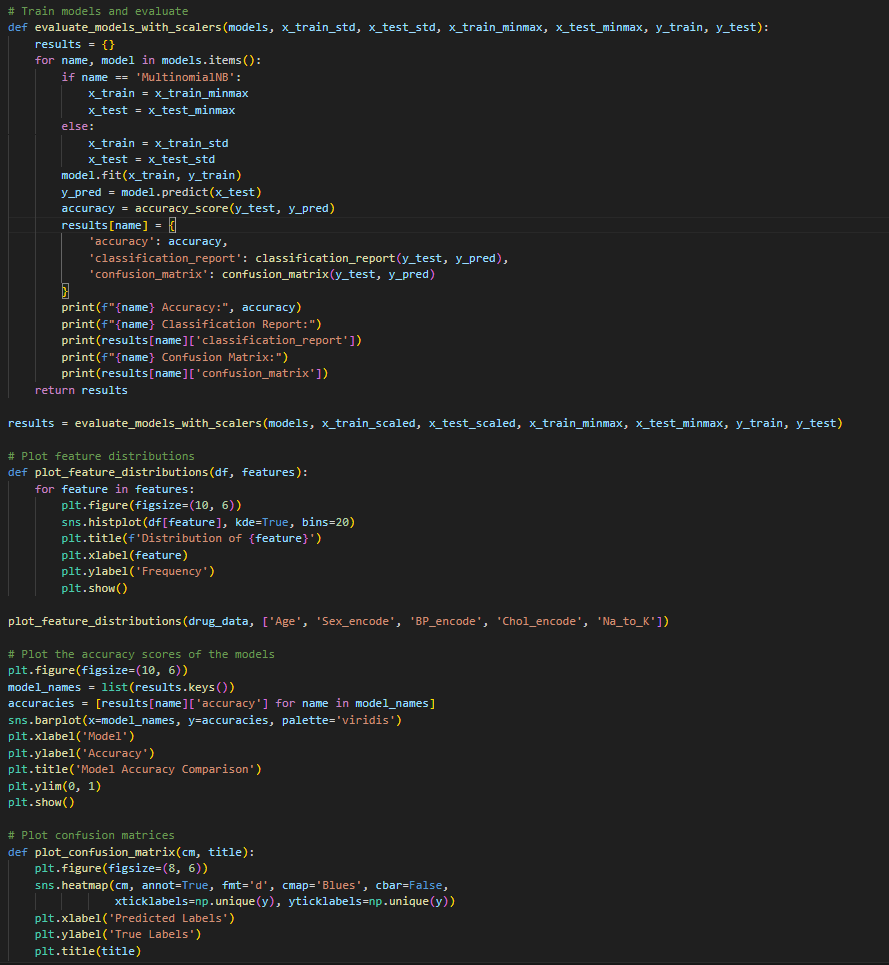 # Train models and evaluate
def evaluate_models_with_scalers(models, x_train_std, x_test_std, x_train_minmax, x_test_minmax, y_train, y_test):
    results = {}
    for name, model in models.items():
        if name == 'MultinomialNB':
            x_train = x_train_minmax
            x_test = x_test_minmax
        else:
            x_train = x_train_std
            x_test = x_test_std
        model.fit(x_train, y_train)
        y_pred = model.predict(x_test)
        accuracy = accuracy_score(y_test, y_pred)
        results[name] = {
            'accuracy': accuracy,
            'classification_report': classification_report(y_test, y_pred),
            'confusion_matrix': confusion_matrix(y_test, y_pred)
        }
        print(f"{name} Accuracy:", accuracy)
        print(f"{name} Classification Report:")
        print(results[name]['classification_report'])
        print(f"{name} Confusion Matrix:")
        print(results[name]['confusion_matrix'])
    return results

results = evaluate_models_with_scalers(models, x_train_scaled, x_test_scaled, x_train_minmax, x_test_minmax, y_train, y_test)

# Plot feature distributions
def plot_feature_distributions(df, features):
    for feature in features:
        plt.figure(figsize=(10, 6))
        sns.histplot(df[feature], kde=True, bins=20)
        plt.title(f'Distribution of {feature}')
        plt.xlabel(feature)
        plt.ylabel('Frequency')
        plt.show()

plot_feature_distributions(drug_data, ['Age', 'Sex_encode', 'BP_encode', 'Chol_encode', 'Na_to_K'])

# Plot the accuracy scores of the models
plt.figure(figsize=(10, 6))
model_names = list(results.keys())
accuracies = [results[name]['accuracy'] for name in model_names]
sns.barplot(x=model_names, y=accuracies, palette='viridis')
plt.xlabel('Model')
plt.ylabel('Accuracy')
plt.title('Model Accuracy Comparison')
plt.ylim(0, 1)
plt.show()

# Plot confusion matrices
def plot_confusion_matrix(cm, title):
    plt.figure(figsize=(8, 6))
    sns.heatmap(cm, annot=True, fmt='d', cmap='Blues', cbar=False,
                xticklabels=np.unique(y), yticklabels=np.unique(y))
    plt.xlabel('Predicted Labels')
    plt.ylabel('True Labels')
    plt.title(title)